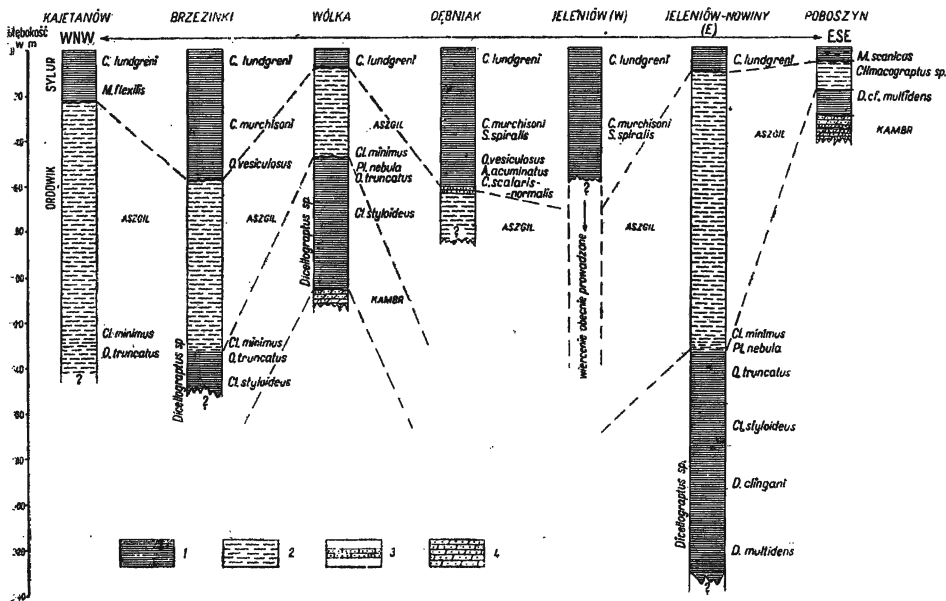 KAJETANÓW BRZEZINKI WÓLKA DĘBNIAK JELENIÓW (W) JELENIÓW-NOWINY (E) POBOSZYN
WNW ESE
głębokość
w m
SYLUR
ORDOWIK
C. lundgreni
M. flexilis
ASZGIL
Cl. minimus
O. truncatus
?
C. lundgreni
C. murchisoni
O. vesiculosus
ASZGIL
Cl. minimus
O. truncatus
Cl. styloideus
Dicellograptus sp
?
C. lundgreni
ASZGIL
Cl. minimus
Pl. nebula
O. truncatus
Cl. styloideus
Dicellograptus sp.
KAMBR
C. lundgreni
C. murchisoni
S. spiralis
O. vesiculosus
A. acuminatus
C. scalaris-
normalis
ASZGIL
?
C. lundgreni
C. murchisoni
S. spiralis
?
wiercenie obecnie prowadzone
ASZGIL
C. lundgreni
ASZGIL
Cl. minimus
Pl. nebula
O. truncatus
Cl. styloideus
D. clingani
D. multidens
Dicellograptus sp.
?
M. scanicus
Climacograptus sp.
D. cf. multidens
KAMBR
1 2 3 4